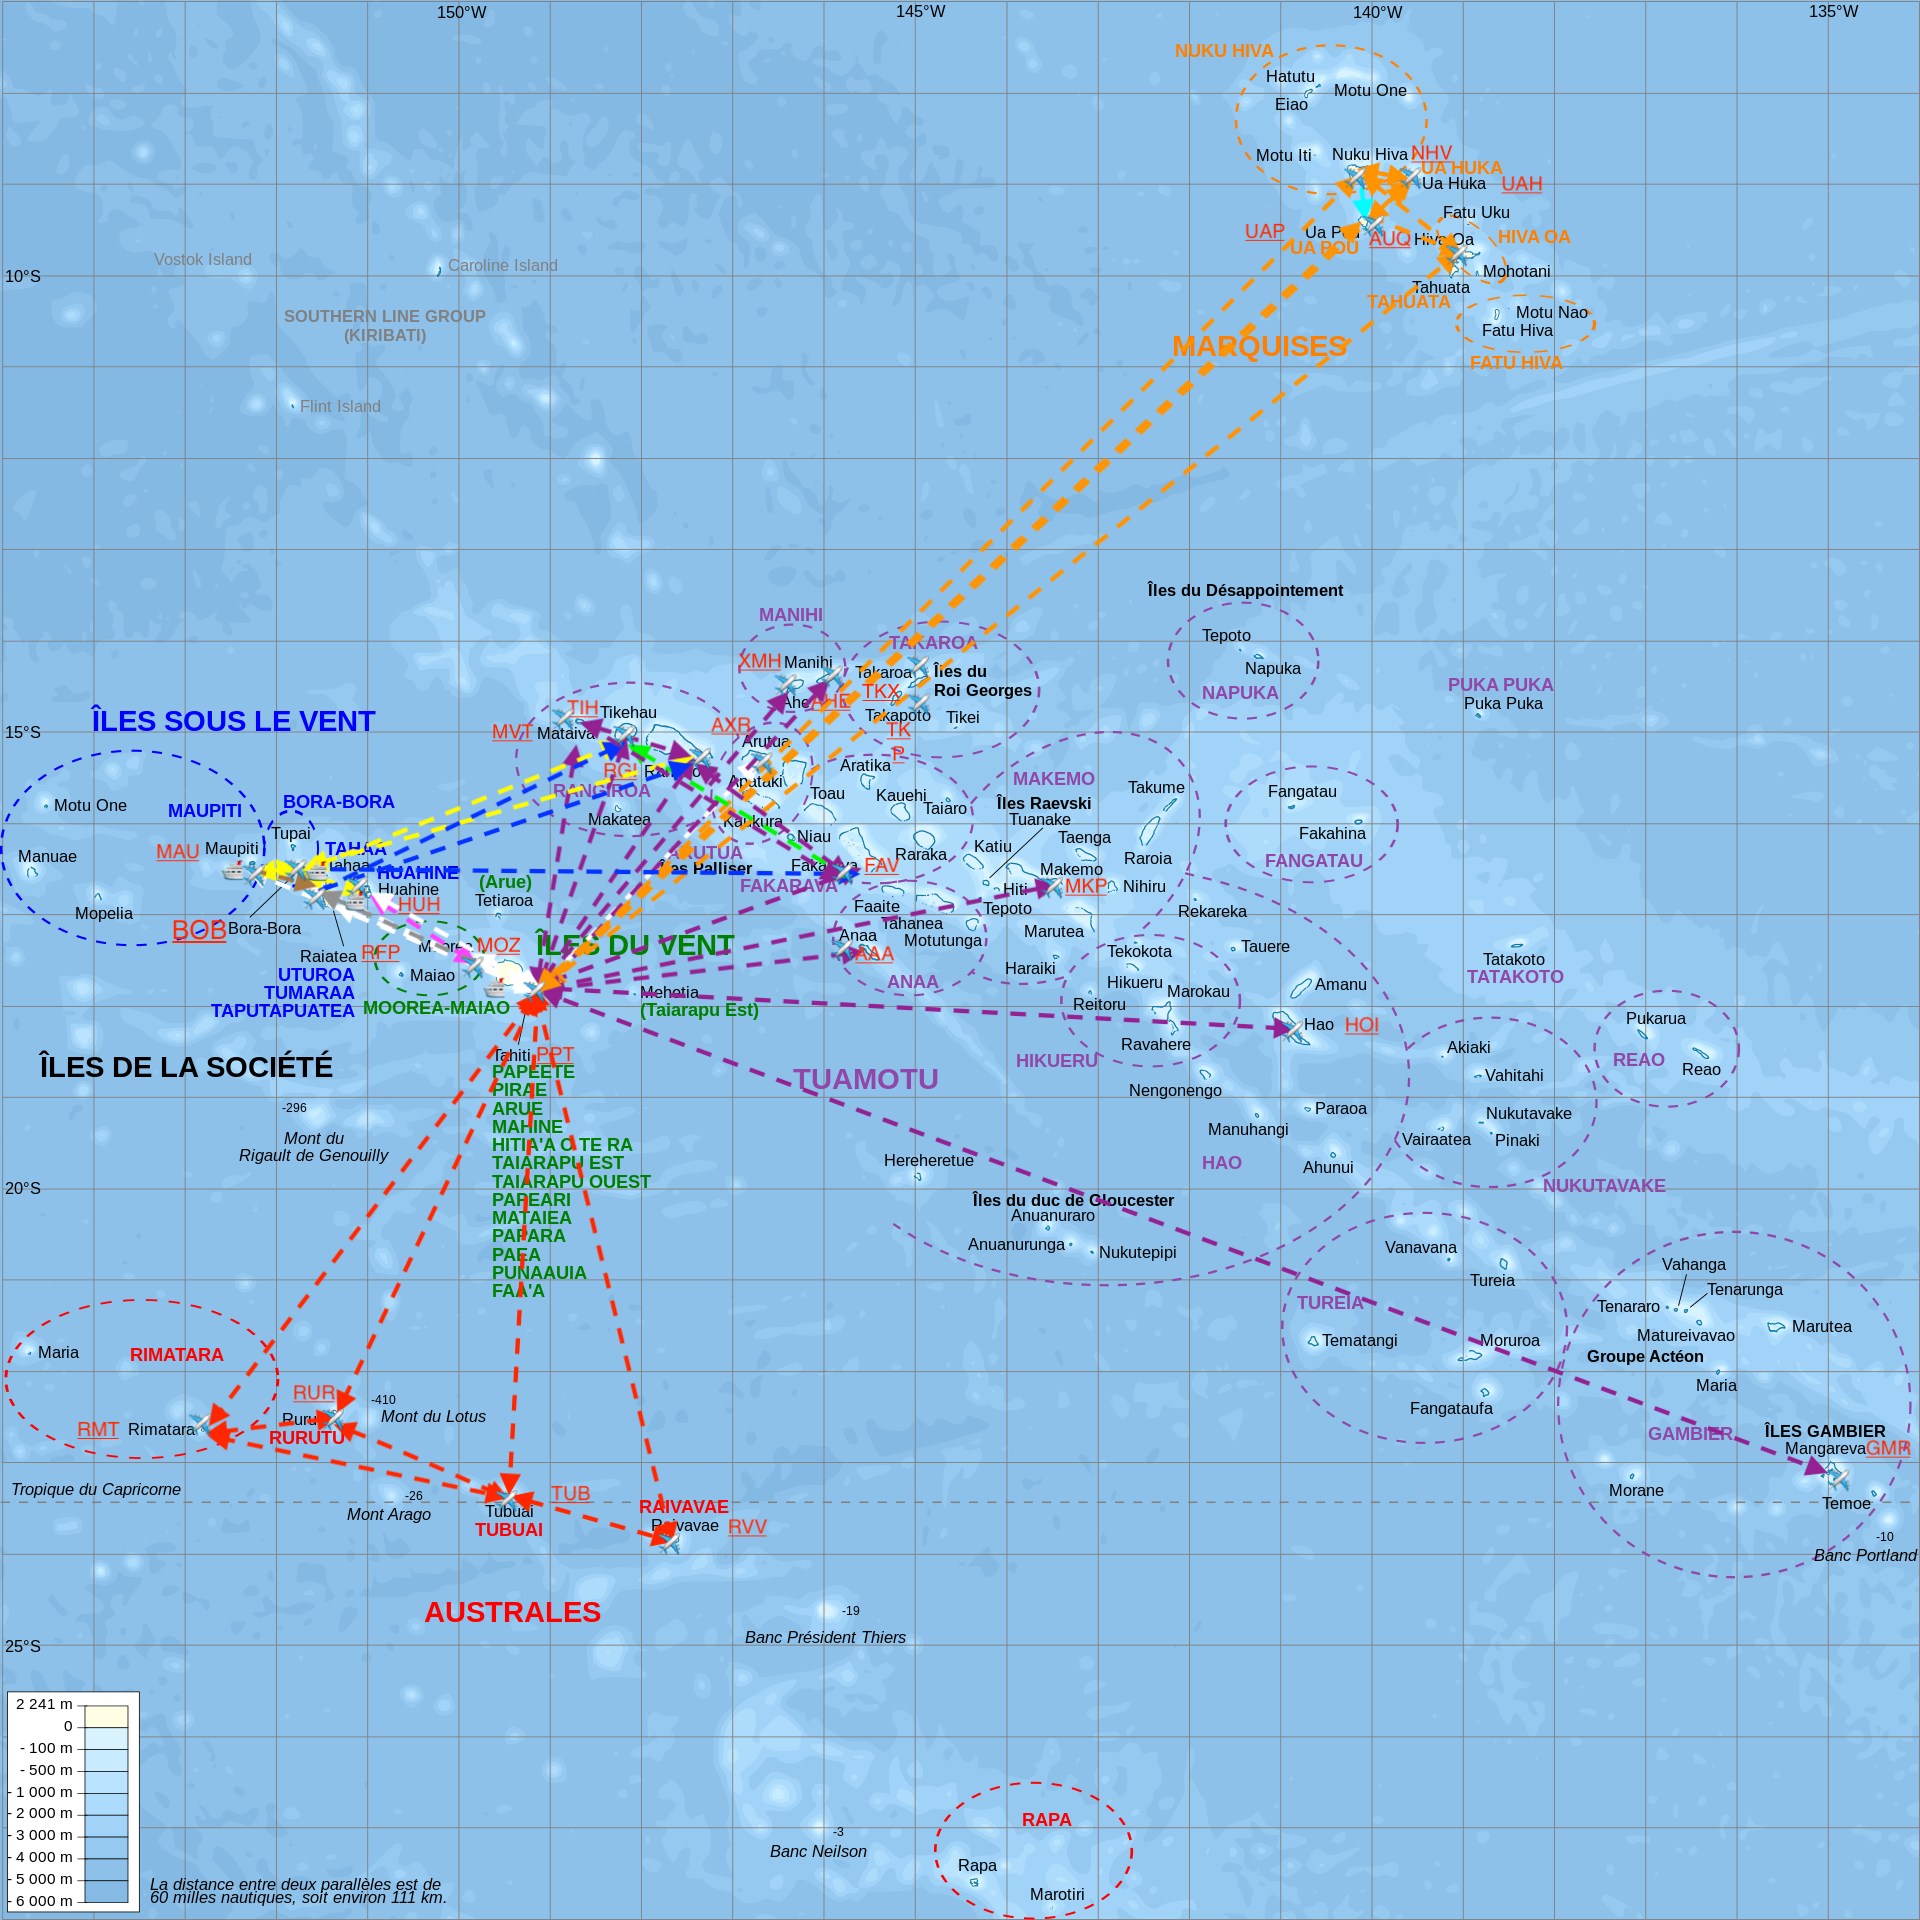 150°W
145°W
140°W
135°W
NUKU HIVA
Hatutu
Motu One
Eiao
Motu Iti
Nuku Hiva
NHV
UA HUKA
Ua Huka
UAH
Fatu Uku
UAP
UA POU
AUQ
Hiva Oa
HIVA OA
Mohotani
Tahuata
TAHUATA
Motu Nao
Fatu Hiva
FATU HIVA
MARQUISES
Vostok Island
Caroline Island
10°S
SOUTHERN LINE GROUP
(KIRIBATI)
Flint Island
Îles du Désappointement
MANIHI
TAKAROA
Tepoto
Napuka
NAPUKA
XMH
Manihi
Takaroa
Îles du
Roi Georges
TKX
AHE
Ahe
Takapoto
Tikei
TK
P
PUKA PUKA
Puka Puka
ÎLES SOUS LE VENT
15°S
TIH
Tikehau
MVT
Mataiva
AXR
Arutua
RGI
RANGIROA
Apataki
Aratika
Makatea
Toau
Kauehi
Taiaro
Kaukura
Niau
MAKEMO
Takume
Îles Raevski
Tuanake
Taenga
Fangatau
Fakahina
FANGATAU
Motu One
MAUPITI
BORA-BORA
Tupai
MAU
Maupiti
TAHAA
Tahaa
Manuae
HUAHINE
Huahine
HUH
(Arue)
Tetiaroa
ARUTUA
Îles Palliser
Fakarava
FAV
FAKARAVA
Raraka
Katiu
Raroia
Makemo
Hiti
MKP
Nihiru
Mopelia
BOB
Bora-Bora
Faaite
Tahanea
Tepoto
Rekareka
Raiatea
RFP
Moorea
MOZ
ÎLES DU VENT
Anaa
AAA
Motutunga
Marutea
Tekokota
Tauere
Tatakoto
TATAKOTO
Maiao
UTUROA
TUMARAA
TAPUTAPUATEA
MOOREA-MAIAO
Mehetia
(Taiarapu Est)
ANAA
Haraiki
Hikueru
Marokau
Reitoru
Amanu
Hao
HOI
Ravahere
HIKUERU
Pukarua
REAO
Reao
Akiaki
Vahitahi
ÎLES DE LA SOCIÉTÉ
Tahiti
PPT
PAPEETE
PIRAE
ARUE
MAHINE
HITIA'A O TE RA
TAIARAPU EST
TAIARAPU OUEST
PAPEARI
MATAIEA
PAPARA
PAEA
PUNAAUIA
FAA'A
TUAMOTU
Nengonengo
Paraoa
Nukutavake
Manuhangi
Vairaatea
Pinaki
-296
Mont du
Rigault de Genouilly
Hereheretue
HAO
Ahunui
20°S
NUKUTAVAKE
Îles du duc de Gloucester
Anuanuraro
Anuanurunga
Nukutepipi
Vanavana
Tureia
Vahanga
Tenarunga
TUREIA
Tenararo
Matureivavao
Marutea
Tematangi
Moruroa
Groupe Actéon
Maria
Maria
RIMATARA
RUR
-410
Mont du Lotus
Fangataufa
RMT
Rimatara
RURUTU
GAMBIER
ÎLES GAMBIER
Mangareva
GMR
Tropique du Capricorne
-26
Mont Arago
TUB
Tubuai
TUBUAI
RAIVAVAE
Raivavae
RVV
Morane
Temoe
-10
Banc Portland
AUSTRALES
-19
Banc Président Thiers
25°S
2 241 m
0
- 100 m
- 500 m
- 1 000 m
- 2 000 m
- 3 000 m
- 4 000 m
- 5 000 m
- 6 000 m
RAPA
-3
Banc Neilson
Rapa
Marotiri
La distance entre deux parallèles est de
60 milles nautiques, soit environ 111 km.